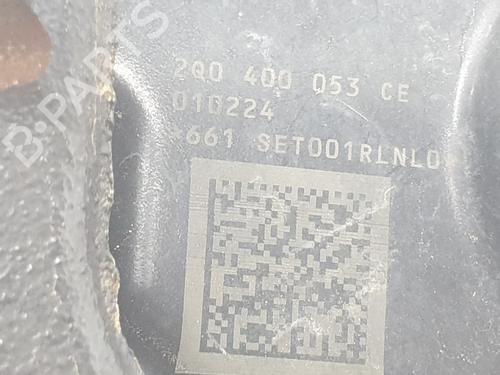 B-PARTS
2Q0 400 053 CE
010224
*661 SET001RLNL0